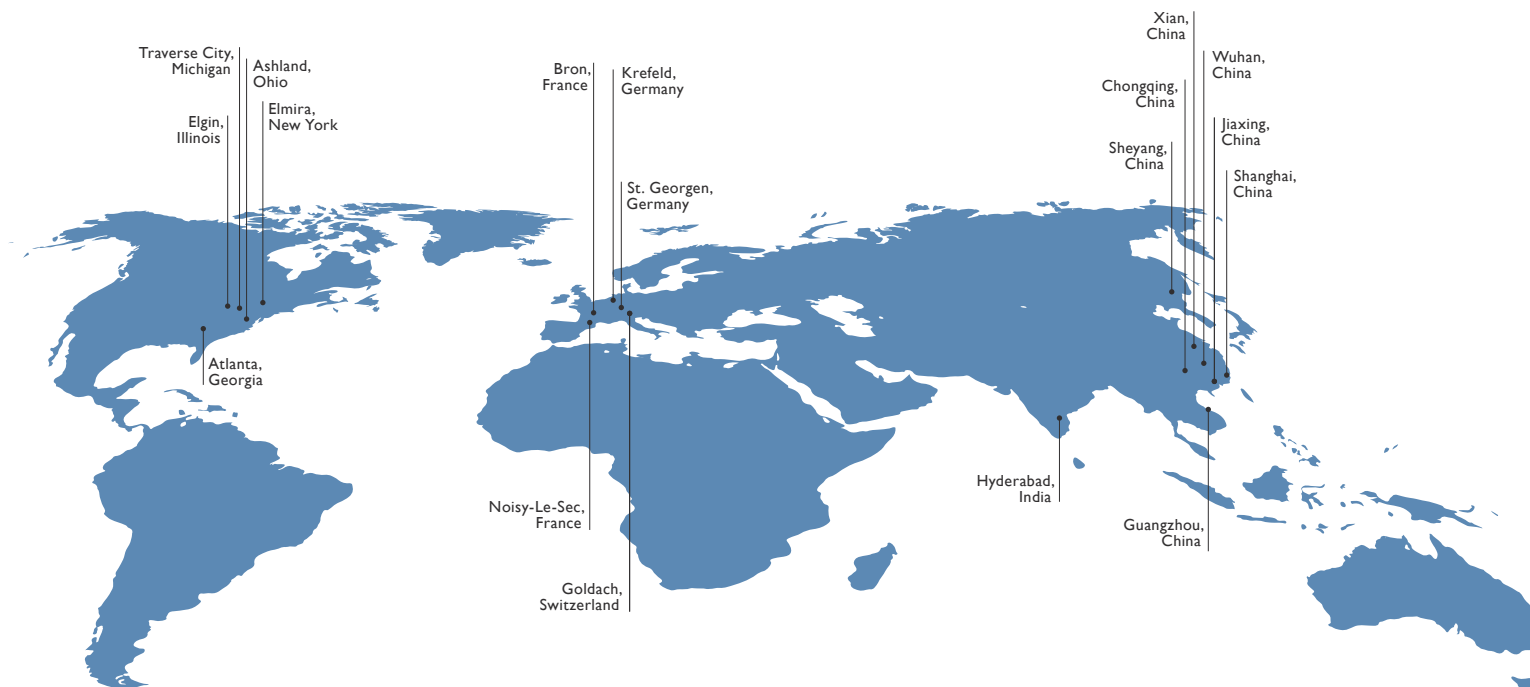 Traverse City,
Michigan
Ashland,
Ohio
Elgin,
Illinois
Elmira,
New York
Atlanta,
Georgia
Bron,
France
Krefeld,
Germany
St. Georgen,
Germany
Noisy-Le-Sec,
France
Goldach,
Switzerland
Xian,
China
Wuhan,
China
Chongqing,
China
Jiaxing,
China
Sheyang,
China
Shanghai,
China
Hyderabad,
India
Guangzhou,
China